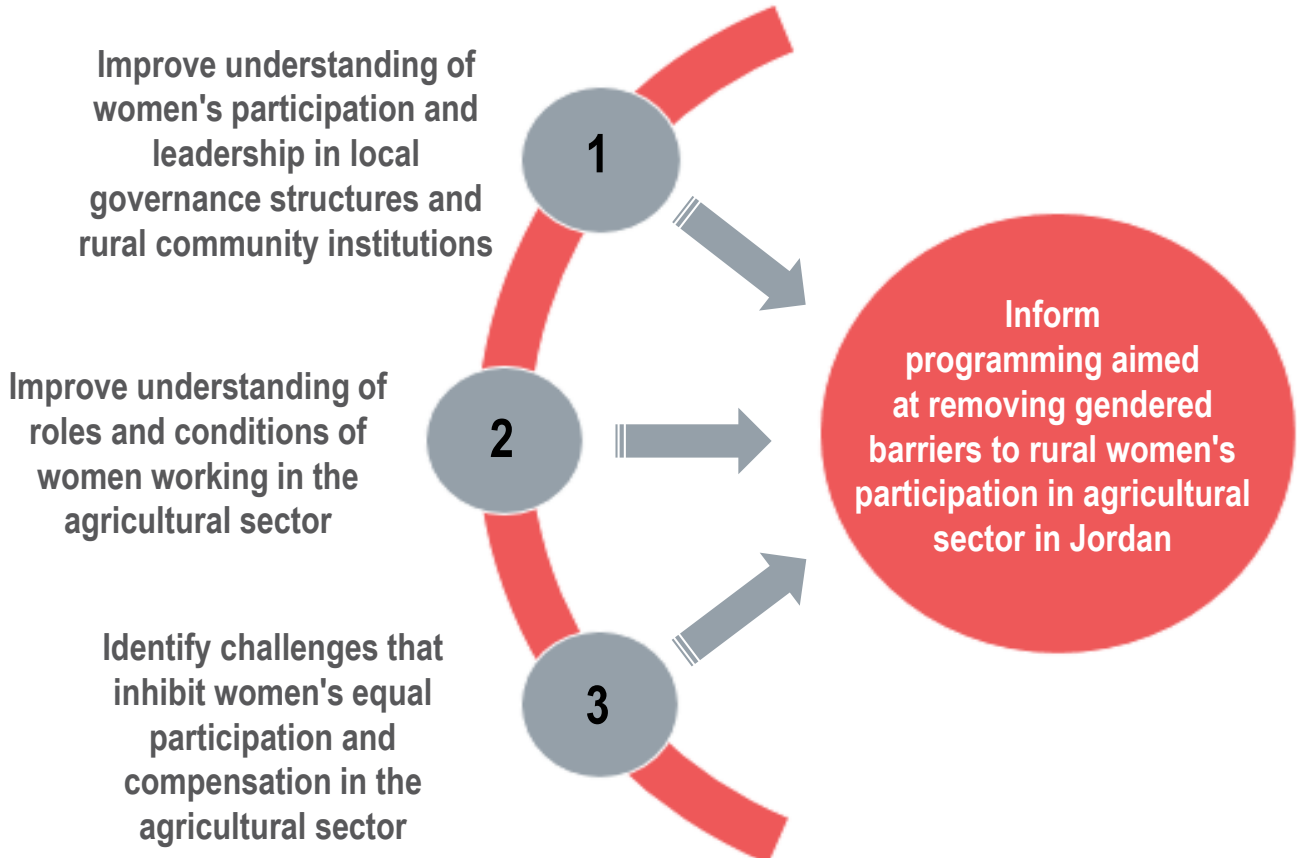 Improve understanding of
women's participation and
leadership in local
governance structures and
rural community institutions
1
Improve understanding of
roles and conditions of
women working in the
agricultural sector
2
Identify challenges that
inhibit women's equal
participation and
compensation in the
agricultural sector
3
Inform
programming aimed
at removing gendered
barriers to rural women's
participation in agricultural
sector in Jordan